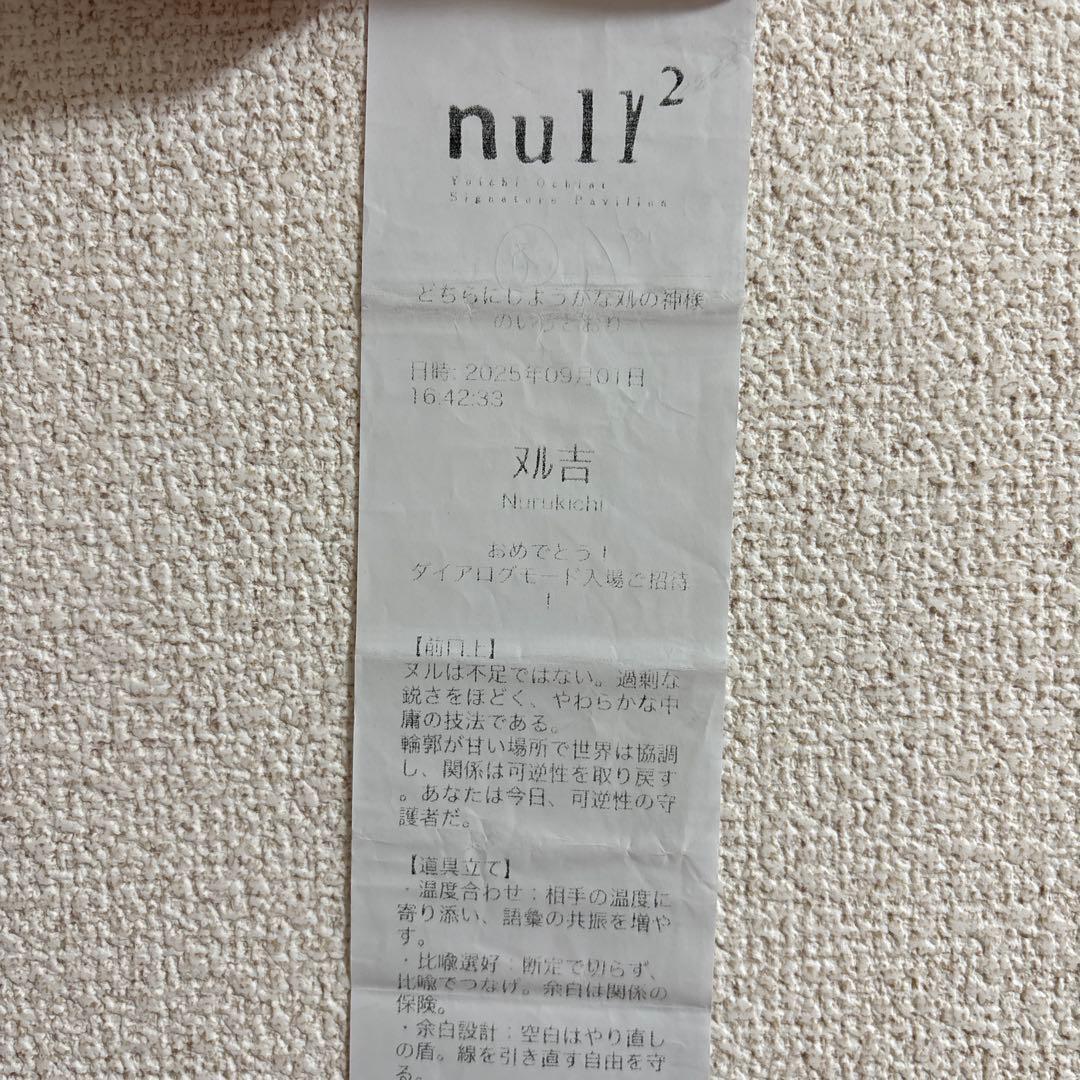 null²
Yoichi Ochiai
Signature Pavilion
どちらにしようかなヌルの神様
のいうとおり
日時: 2025年09月01日
16:42:33
ヌル吉
Nurukichi
おめでとう！
ダイアログモード入場ご招待
！
【前口上】
ヌルは不足ではない。過剰な
鋭さをほどく、やわらかな中
庸の技法である。
輪郭が甘い場所で世界は協調
し、関係は可逆性を取り戻す
。あなたは今日、可逆性の守
護者だ。
【道具立て】
・温度合わせ：相手の温度に
寄り添い、語彙の共振を増や
す。
・比喩選好：断定で切らず、
比喩でつなげ。余白は関係の
保険。
・余白設計：空白はやり直し
の盾。線を引き直す自由を守
る。